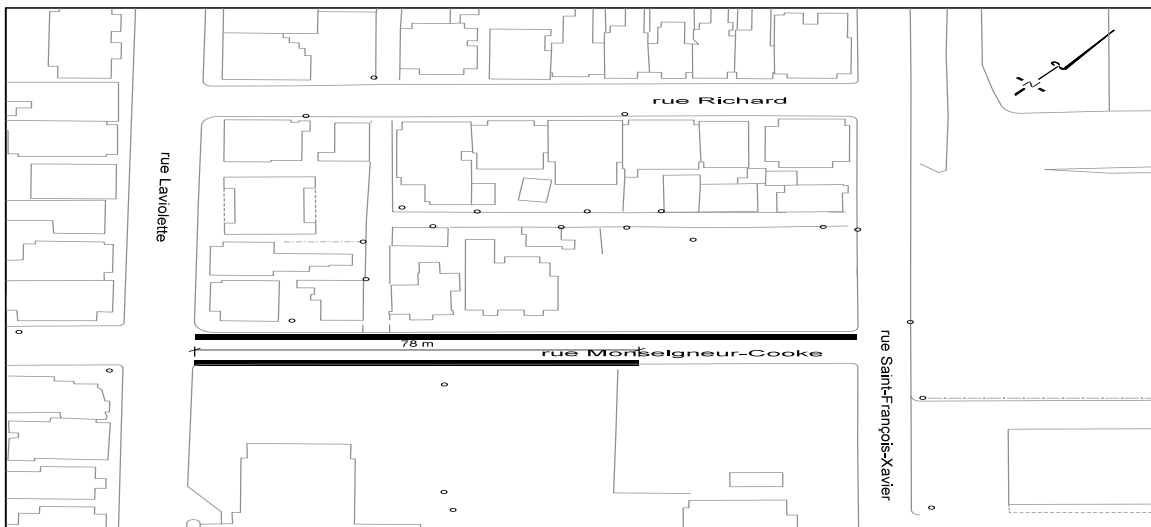 rue Richard
rue Laviolette
78 m
rue Monseigneur-Cooke
rue Saint-François-Xavier